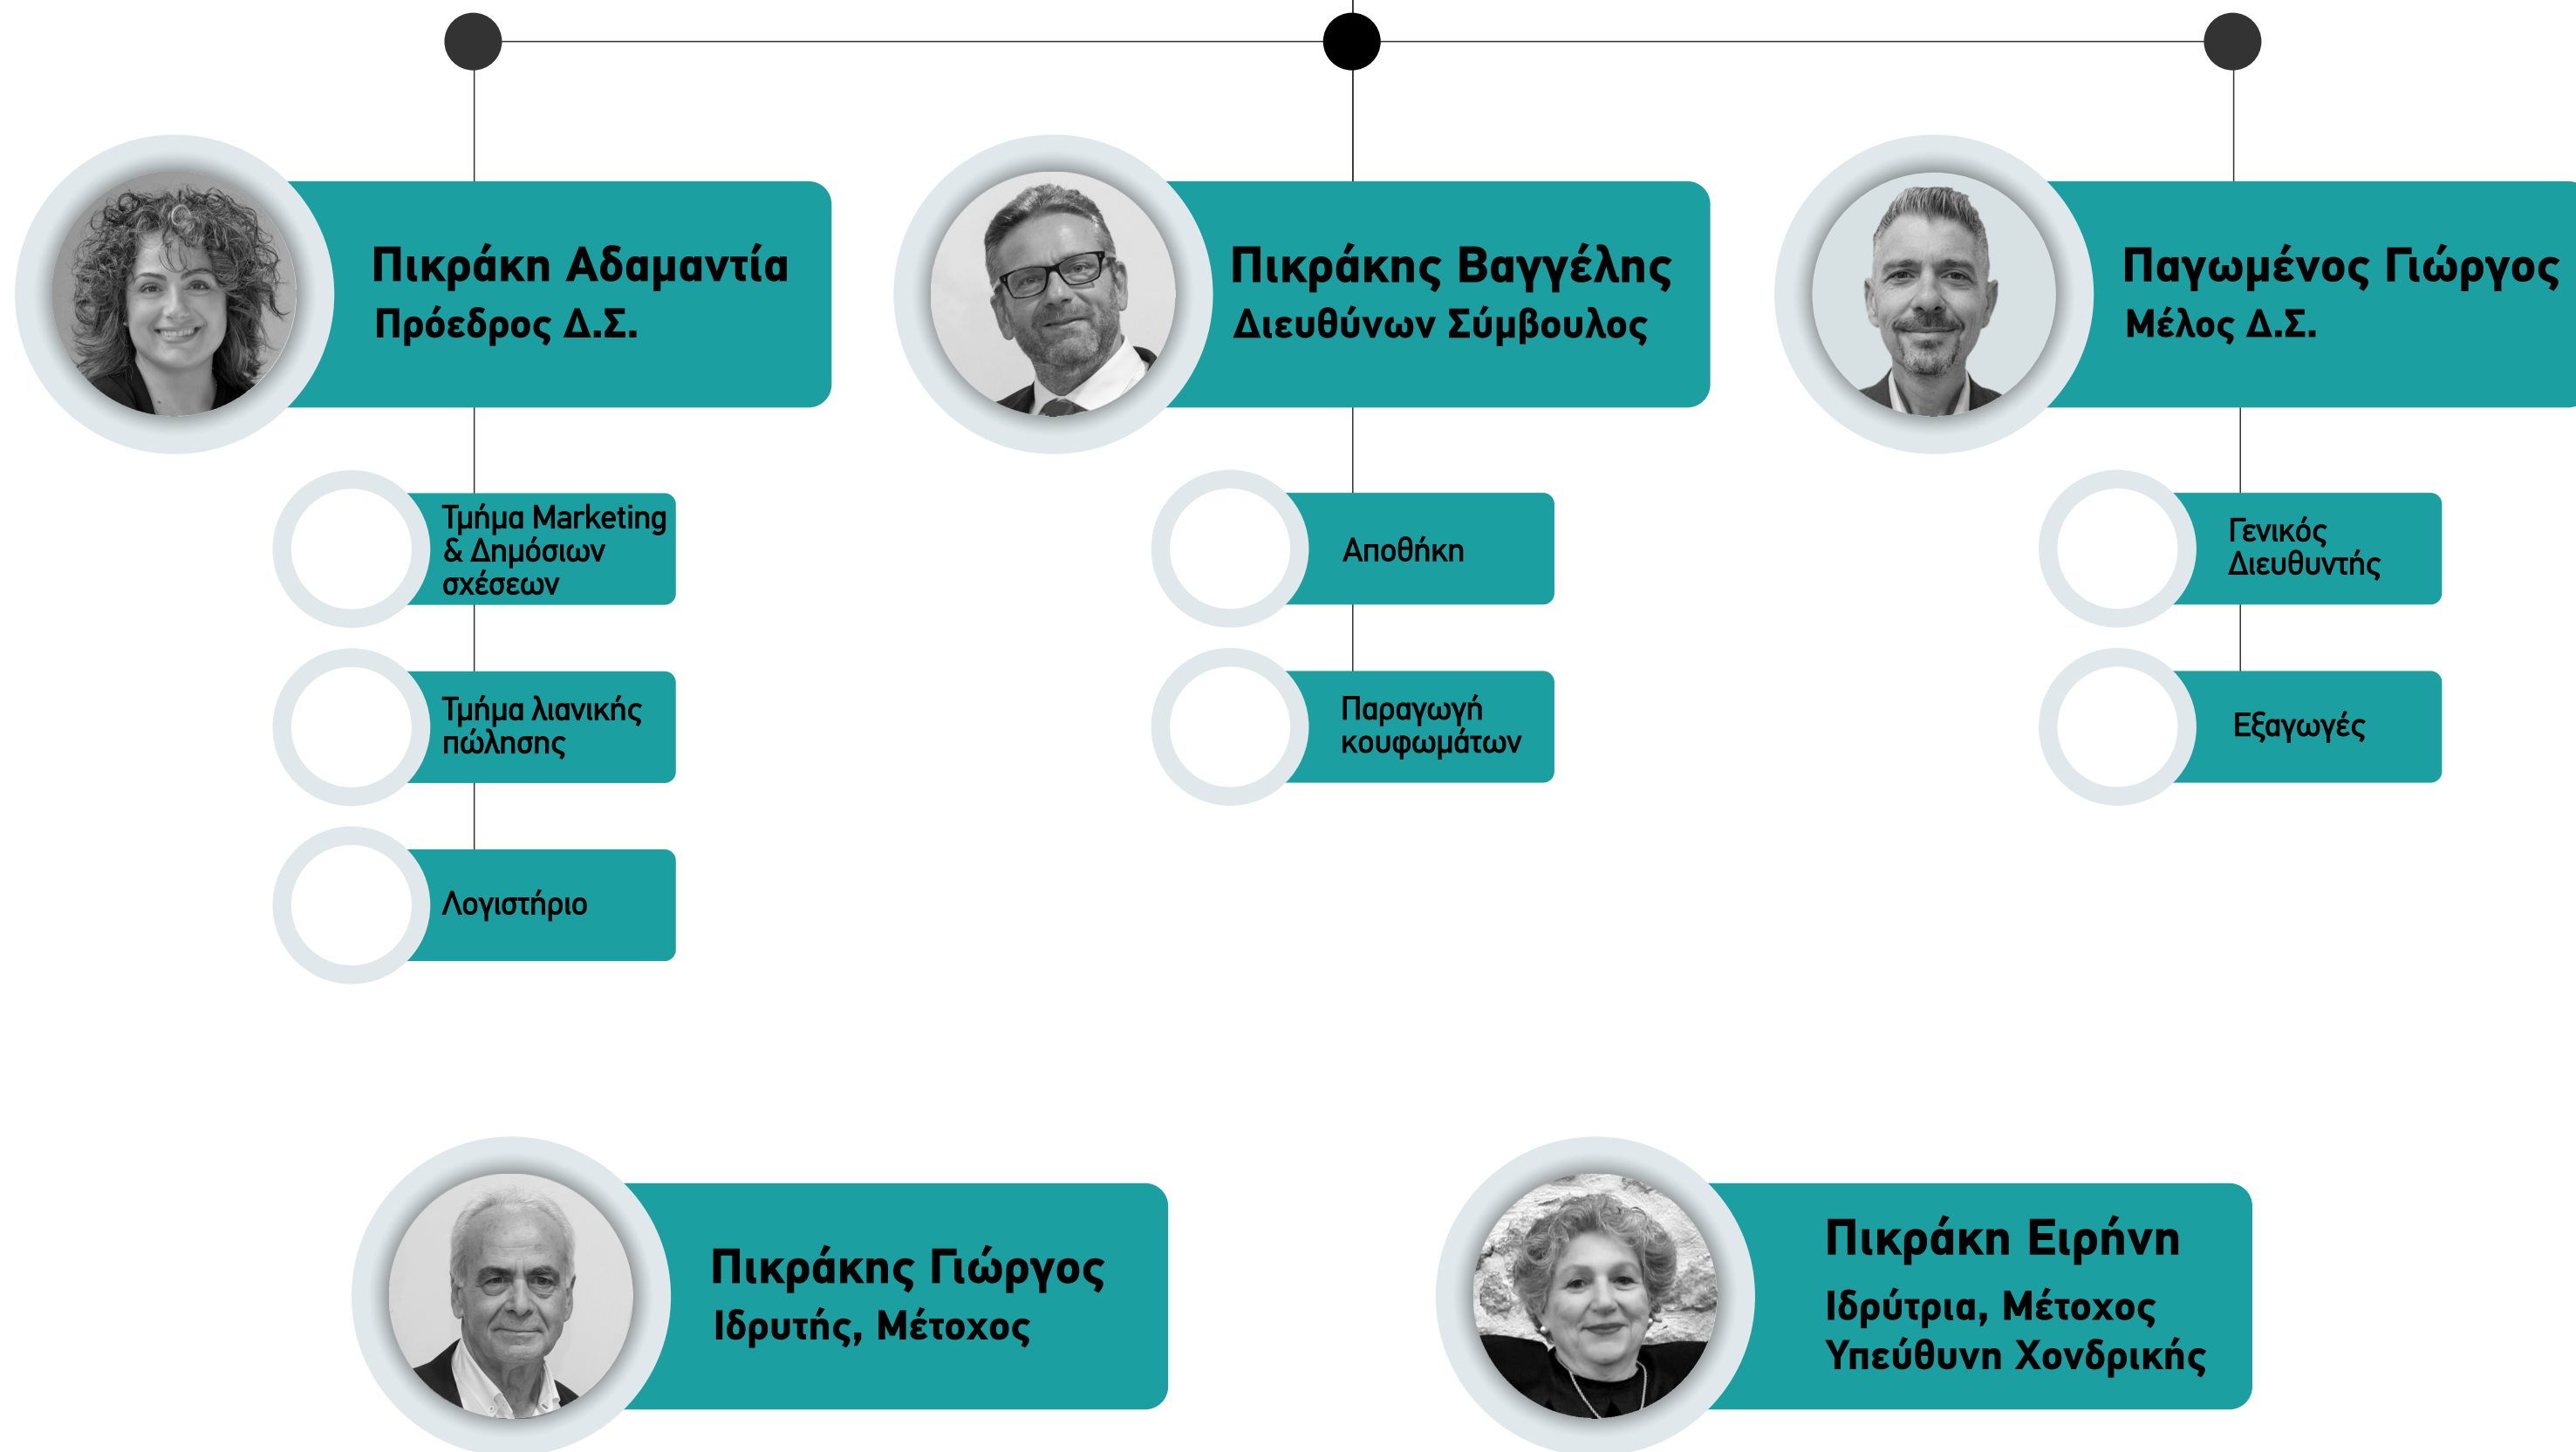 Πικράκη Αδαμαντία
Πρόεδρος Δ.Σ.
Πικράκης Βαγγέλης
Διευθύνων Σύμβουλος
Παγωμένος Γιώργος
Μέλος Δ.Σ.
Τμήμα Marketing
& Δημόσιων
σχέσεων
Τμήμα λιανικής
πώλησης
Λογιστήριο
Αποθήκη
Παραγωγή
κουφωμάτων
Γενικός
Διευθυντής
Εξαγωγές
Πικράκης Γιώργος
Ιδρυτής, Μέτοχος
Πικράκη Ειρήνη
Ιδρύτρια, Μέτοχος
Υπεύθυνη Χονδρικής